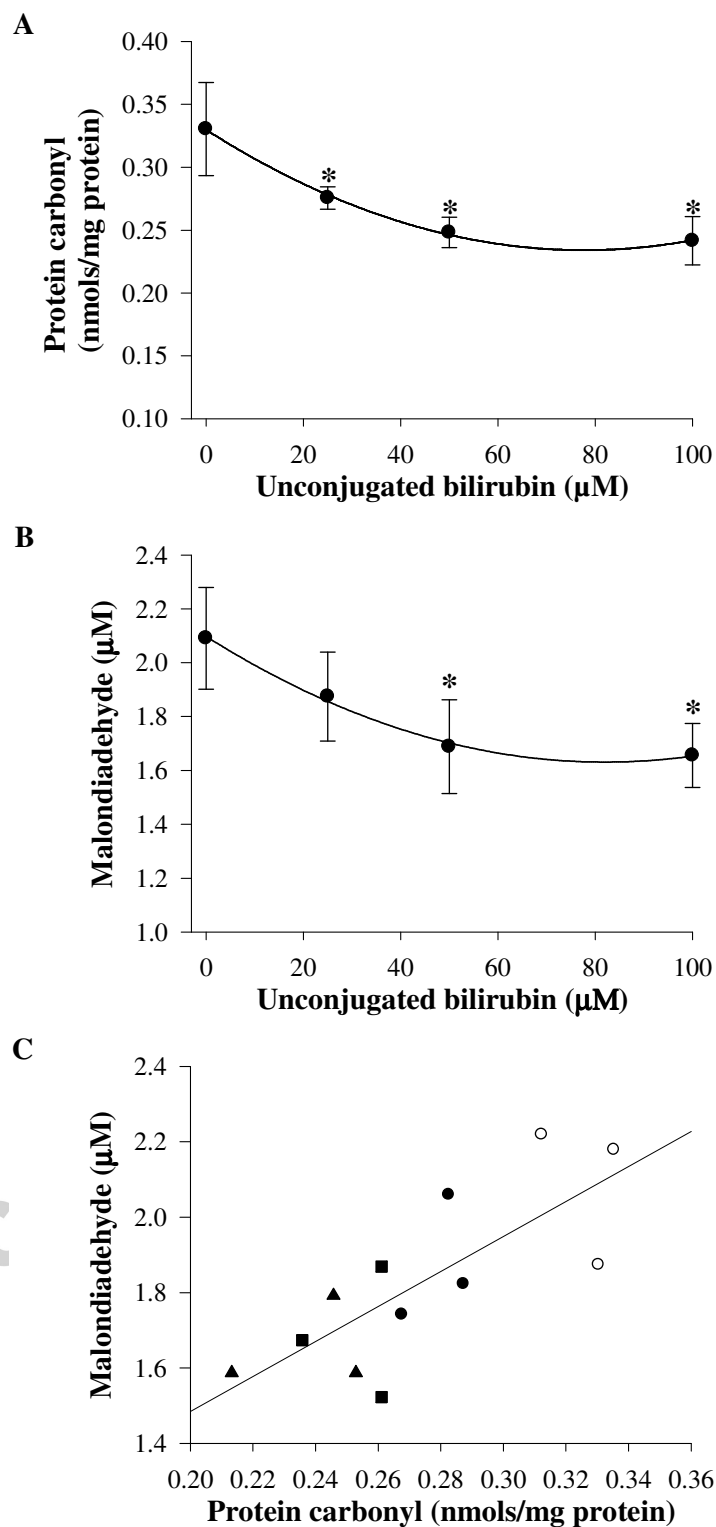 A
Protein carbonyl
(nmols/mg protein)
0.40
0.35
0.30
0.25
0.20
0.15
0.10
* * *
0 20 40 60 80 100
Unconjugated bilirubin (µM)
B
Malondiadehyde (µM)
2.4
2.2
2.0
1.8
1.6
1.4
1.2
1.0
* *
0 20 40 60 80 100
Unconjugated bilirubin (µM)
C
Malondiadehyde (µM)
2.4
2.2
2.0
1.8
1.6
1.4
0.20 0.22 0.24 0.26 0.28 0.30 0.32 0.34 0.36
Protein carbonyl (nmols/mg protein)